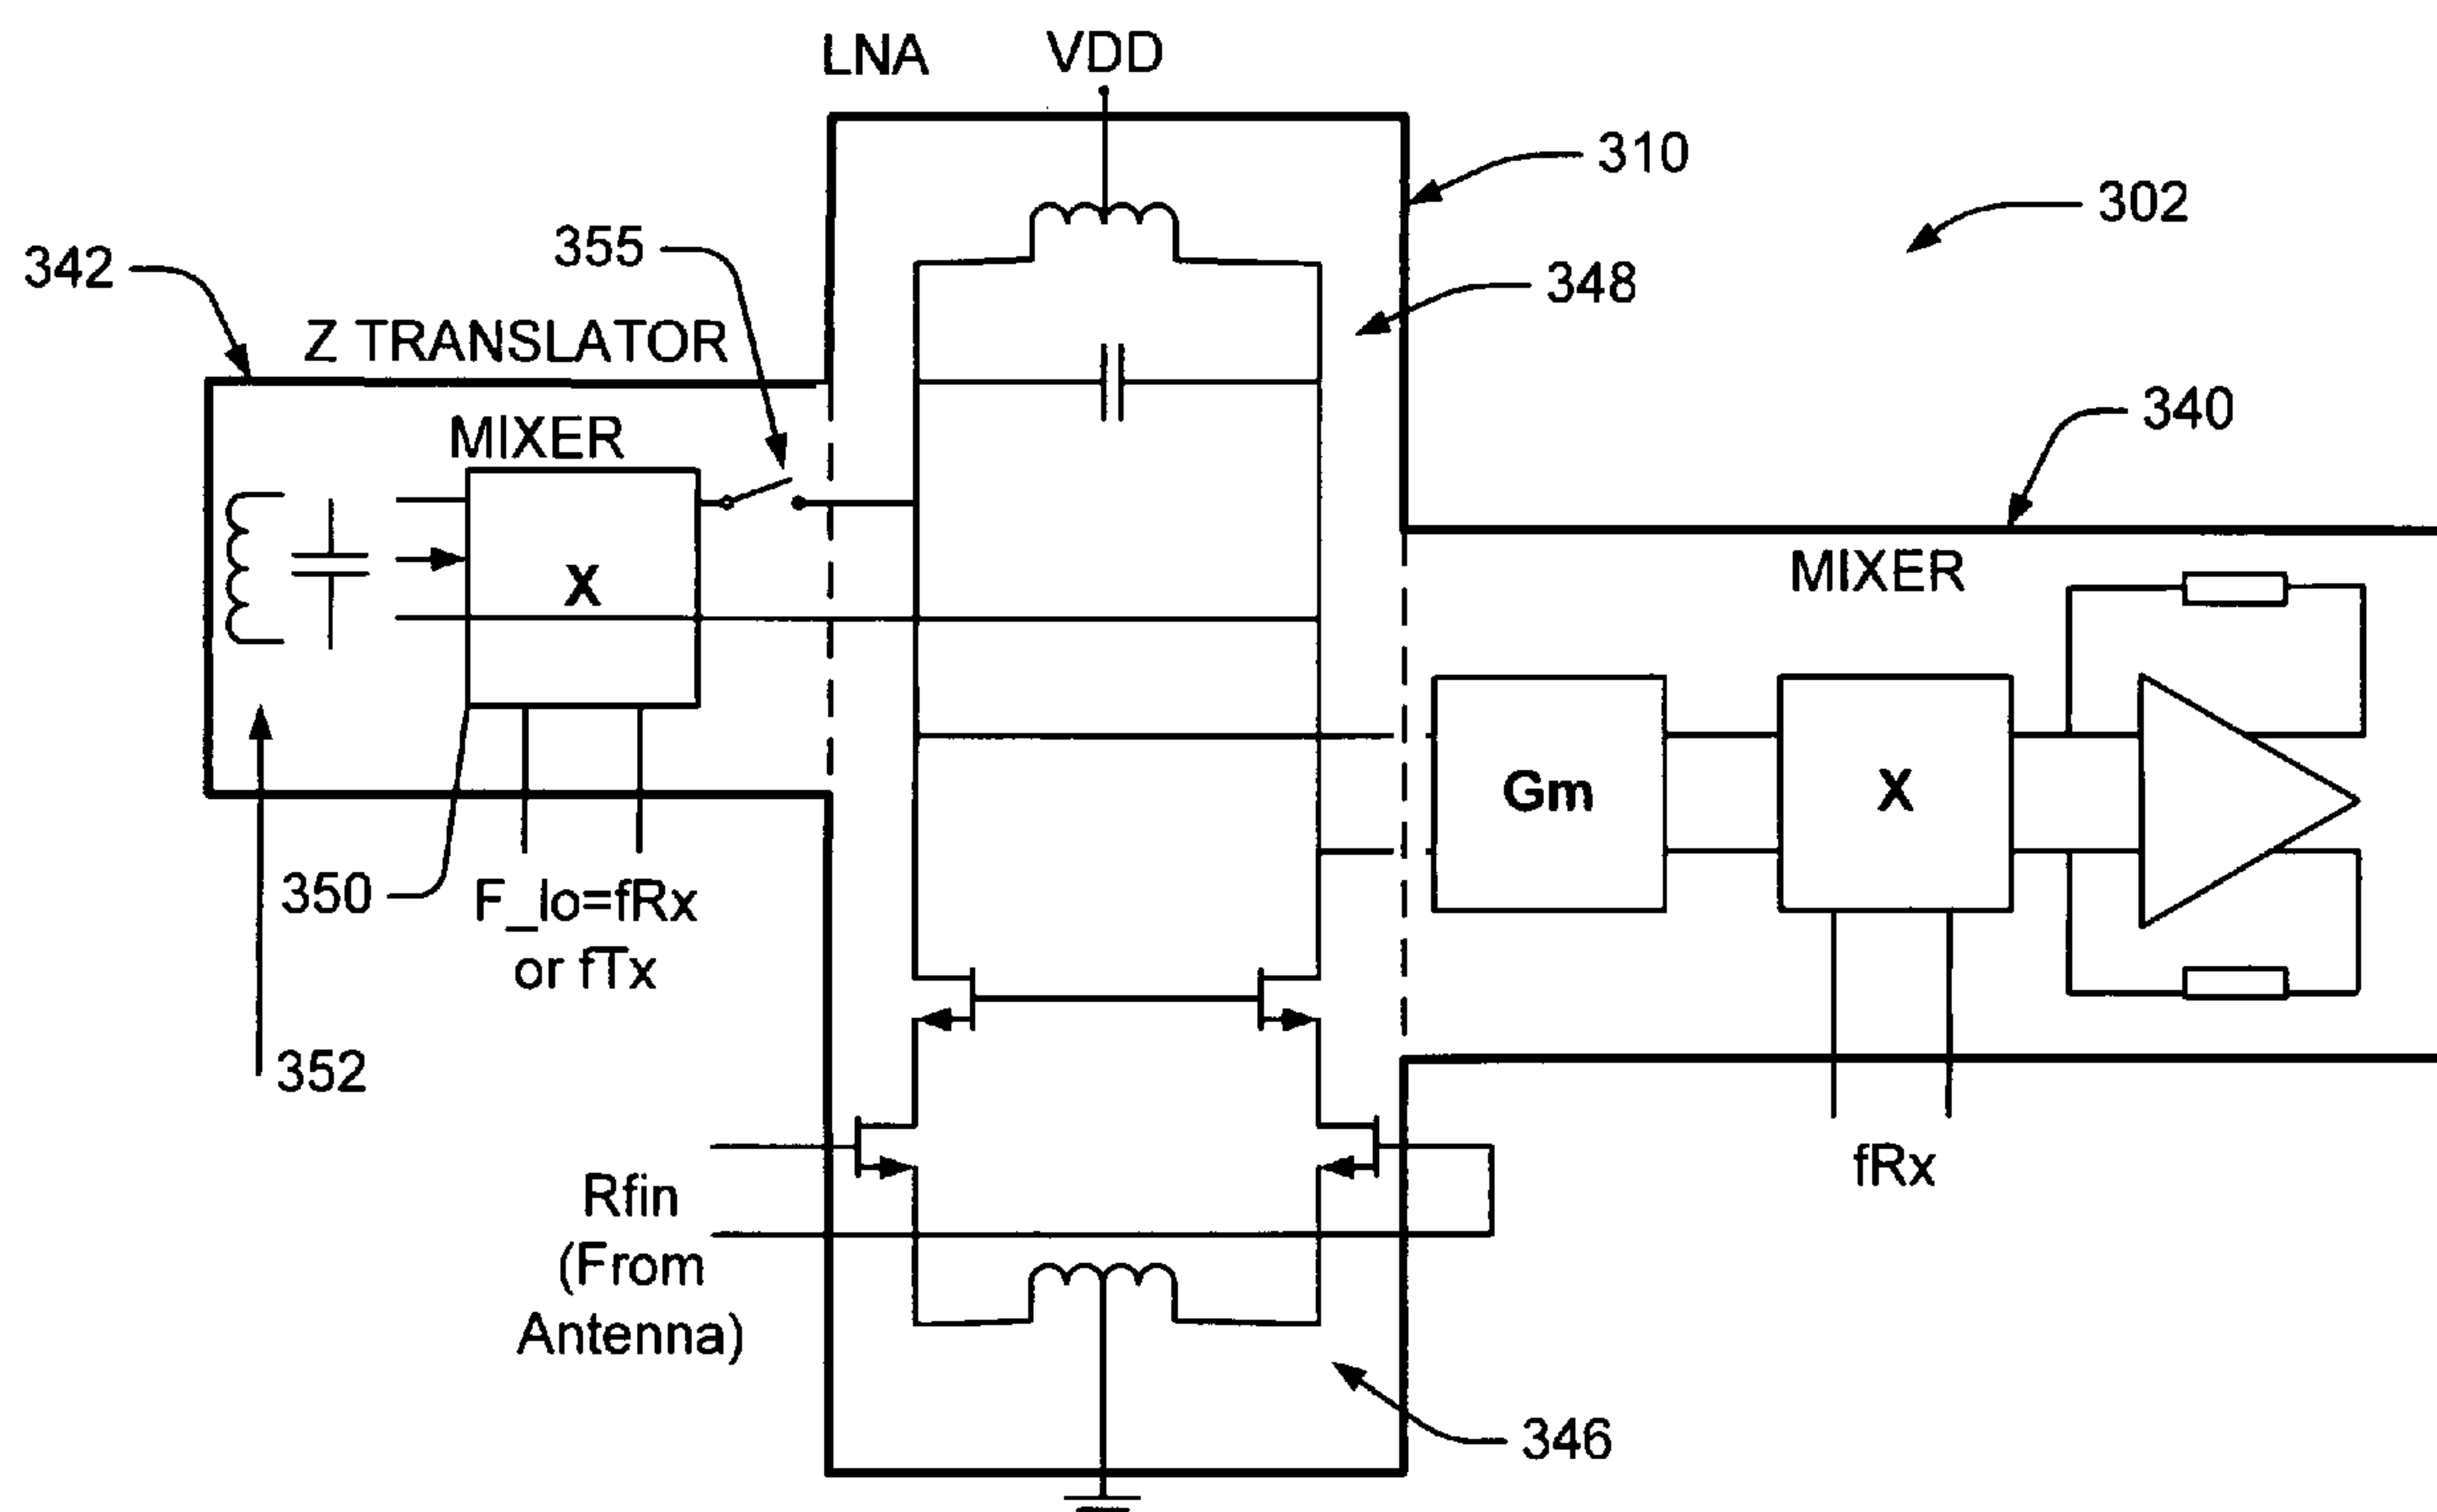 LNA
VDD
310
302
355
342
348
Z TRANSLATOR
340
MIXER
MIXER
X
Gm
X
350
F_lo=fRx
or fTx
352
Rfin
(From
Antenna)
fRx
346